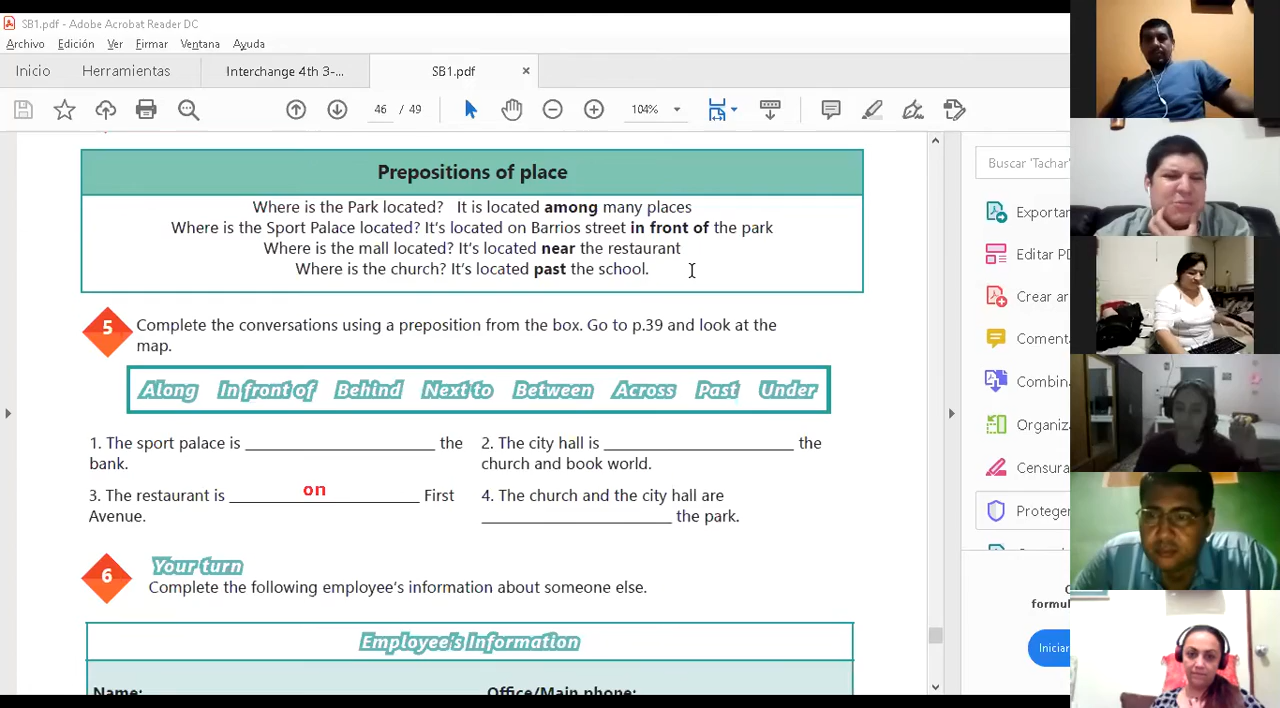 SB1.pdf - Adobe Acrobat Reader DC
Archivo Edición Ver Firmar Ventana Ayuda
Inicio Herramientas Interchange 4th 3-... SB1.pdf ×
46 / 49 104%
Prepositions of place
Where is the Park located? It is located among many places
Where is the Sport Palace located? It's located on Barrios street in front of the park
Where is the mall located? It's located near the restaurant
Where is the church? It's located past the school.
5 Complete the conversations using a preposition from the box. Go to p.39 and look at the
map.
Along In front of Behind Next to Between Across Past Under
1. The sport palace is ______________ the
bank.
2. The city hall is ______________ the
church and book world.
3. The restaurant is on First
Avenue.
4. The church and the city hall are
______________ the park.
6 Your turn
Complete the following employee's information about someone else.
Employee's Information
Name: Office/Main phone:
Buscar 'Tachar'
Exportar
Editar PD
Crear ar
Comenta
Combin
Organiz
Censura
Proteger
formul
Iniciar